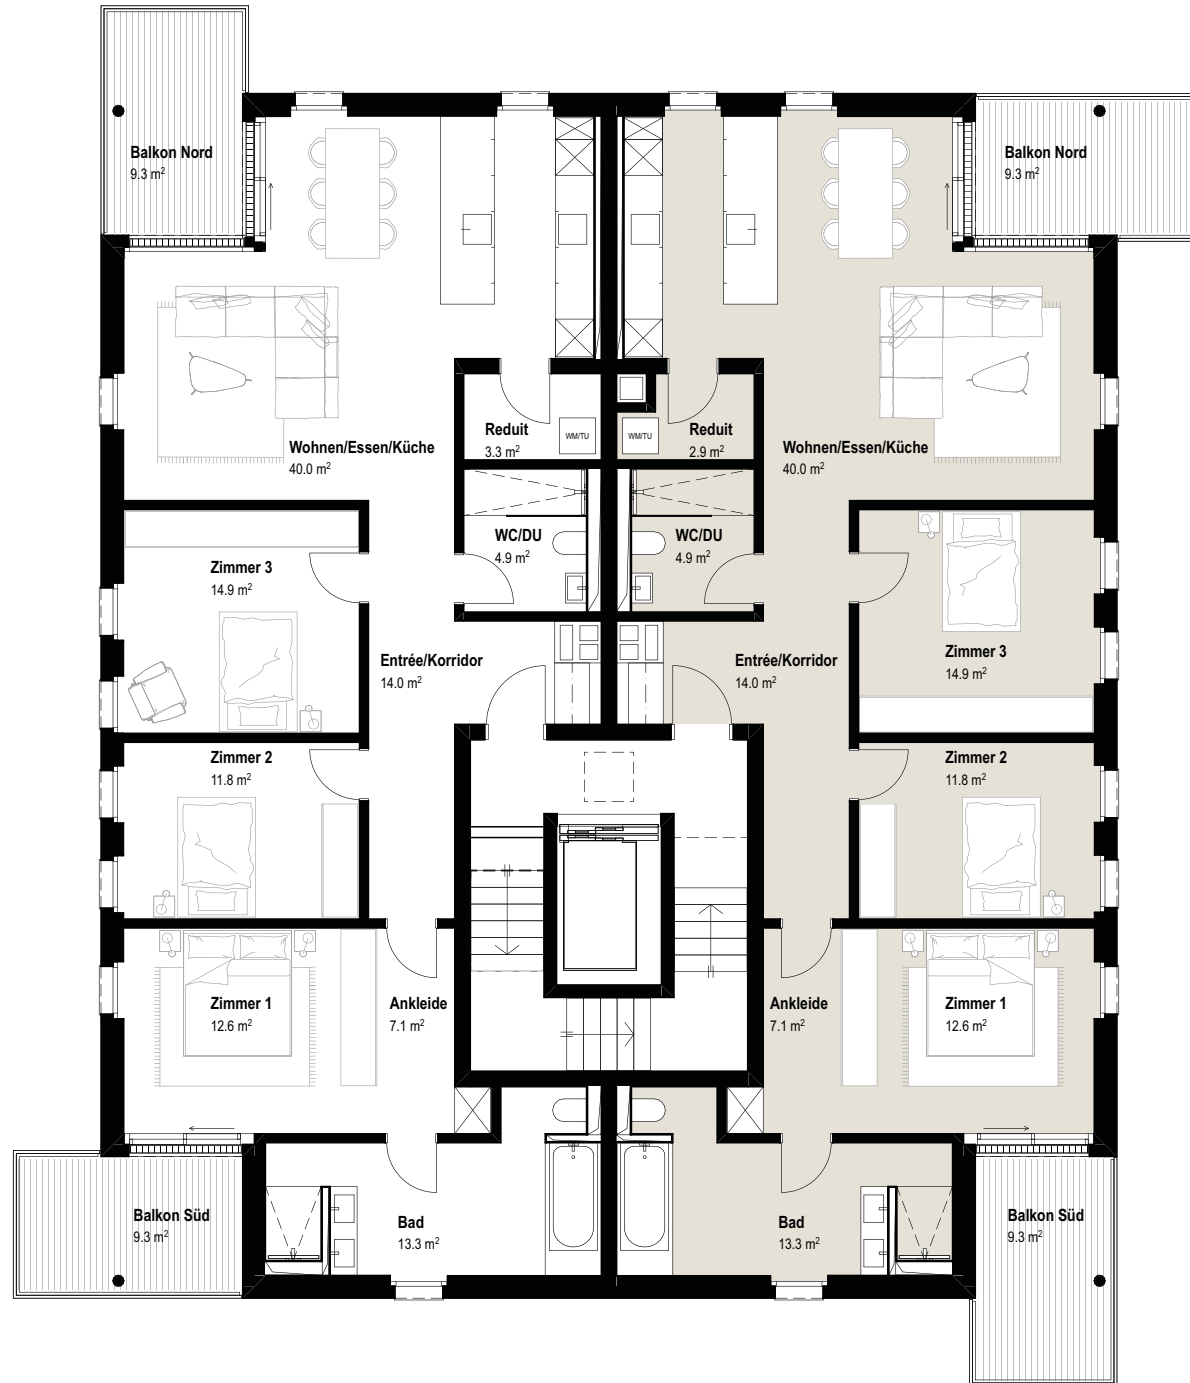 Balkon Nord
9.3 m²
Balkon Nord
9.3 m²
Reduit
3.3 m²
WM/TU
WM/TU
Reduit
2.9 m²
Wohnen/Essen/Küche
40.0 m²
Wohnen/Essen/Küche
40.0 m²
WC/DU
4.9 m²
WC/DU
4.9 m²
Zimmer 3
14.9 m²
Entrée/Korridor
14.0 m²
Entrée/Korridor
14.0 m²
Zimmer 3
14.9 m²
Zimmer 2
11.8 m²
Zimmer 2
11.8 m²
Zimmer 1
12.6 m²
Ankleide
7.1 m²
Ankleide
7.1 m²
Zimmer 1
12.6 m²
Balkon Süd
9.3 m²
Bad
13.3 m²
Bad
13.3 m²
Balkon Süd
9.3 m²